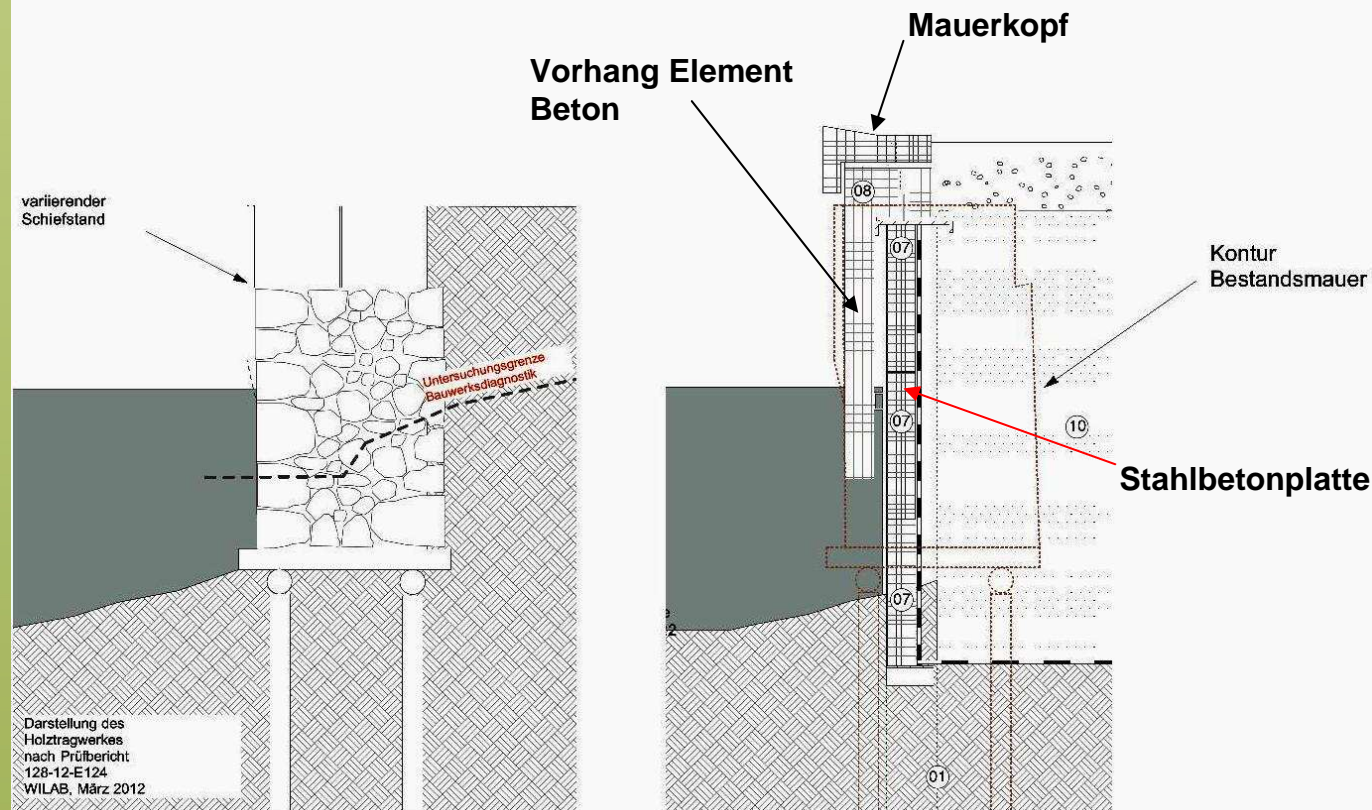 Mauerkopf
Vorhang Element
Beton
variierender
Schiefstand
08
07
Kontur
Bestandsmauer
Untersuchungsgrenze
Bauwerksdiagnostik
07
10
Stahlbetonplatte
07
Darstellung des
Holztragwerkes
nach Prüfbericht
128-12-E124
WILAB, März 2012
01